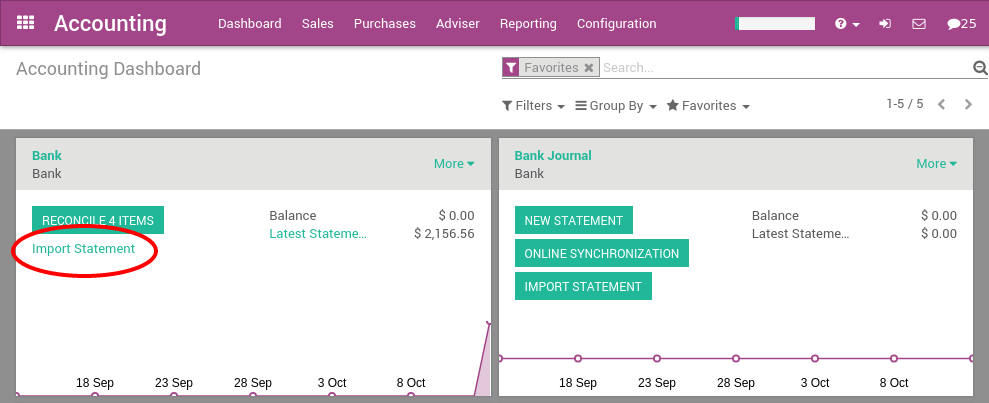 Accounting Dashboard Sales Purchases Adviser Reporting Configuration 25
Accounting Dashboard
Favorites Search...
Filters Group By Favorites 1-5 / 5
Bank
Bank
More
RECONCILE 4 ITEMS
Import Statement
Balance $ 0.00
Latest Stateme... $ 2,156.56
18 Sep 23 Sep 28 Sep 3 Oct 8 Oct
Bank Journal
Bank
More
NEW STATEMENT
ONLINE SYNCHRONIZATION
IMPORT STATEMENT
Balance $ 0.00
Latest Stateme... $ 0.00
18 Sep 23 Sep 28 Sep 3 Oct 8 Oct